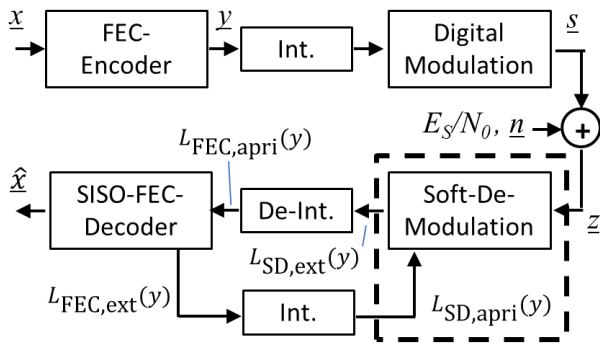 x FEC-Encoder y Int. Digital Modulation s
E_S/N_0, n +
L_FEC,apri(y)
x̂ SISO-FEC-Decoder De-Int. Soft-De-Modulation z
L_SD,ext(y)
L_FEC,ext(y) Int. L_SD,apri(y)